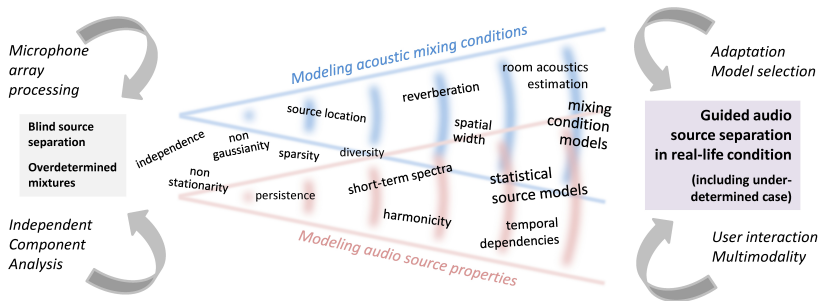 Microphone
array
processing
Blind source
separation
Overdetermined
mixtures
Independent
Component
Analysis
Modeling acoustic mixing conditions
independence
non
gaussianity
non
stationarity
source location
sparsity
diversity
persistence
reverberation
spatial
width
short-term spectra
harmonicity
room acoustics
estimation
mixing
condition
models
statistical
source models
temporal
dependencies
Modeling audio source properties
Adaptation
Model selection
Guided audio
source separation
in real-life condition
(including under-
determined case)
User interaction
Multimodality